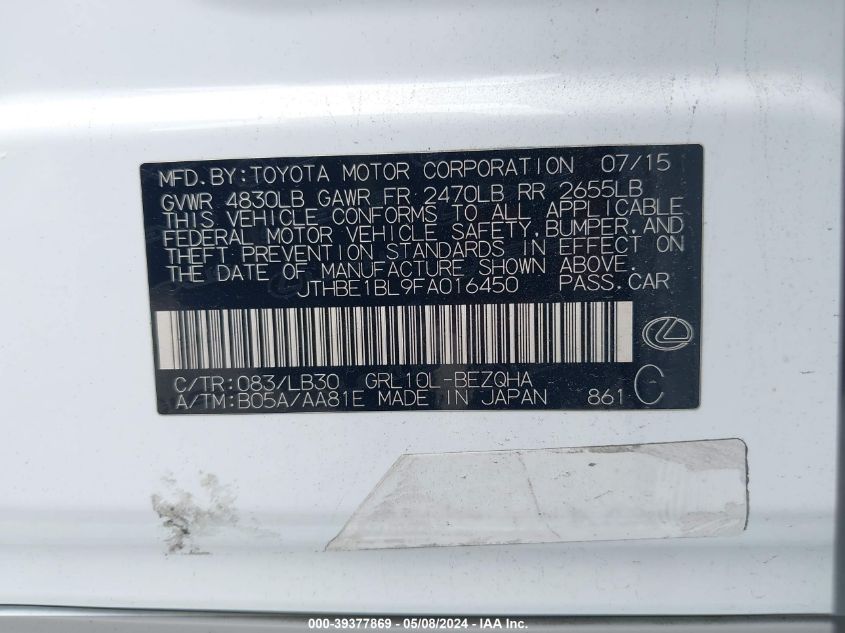 MFD.BY:TOYOTA MOTOR CORPORATION 07/15
GVWR 4830LB GAWR FR 2470LB RR 2655LB
THIS VEHICLE CONFORMS TO ALL APPLICABLE
FEDERAL MOTOR VEHICLE SAFETY,BUMPER,AND
THEFT PREVENTION STANDARDS IN EFFECT ON
THE DATE OF MANUFACTURE SHOWN ABOVE.
JTHBE1BL9FA016450 PASS.CAR
C/TR:083/LB30 GRL10L-BEZQHA
A/TM:B05A/AA81E MADE IN JAPAN 861 C
000-39377869 - 05/08/2024 - IAA Inc.